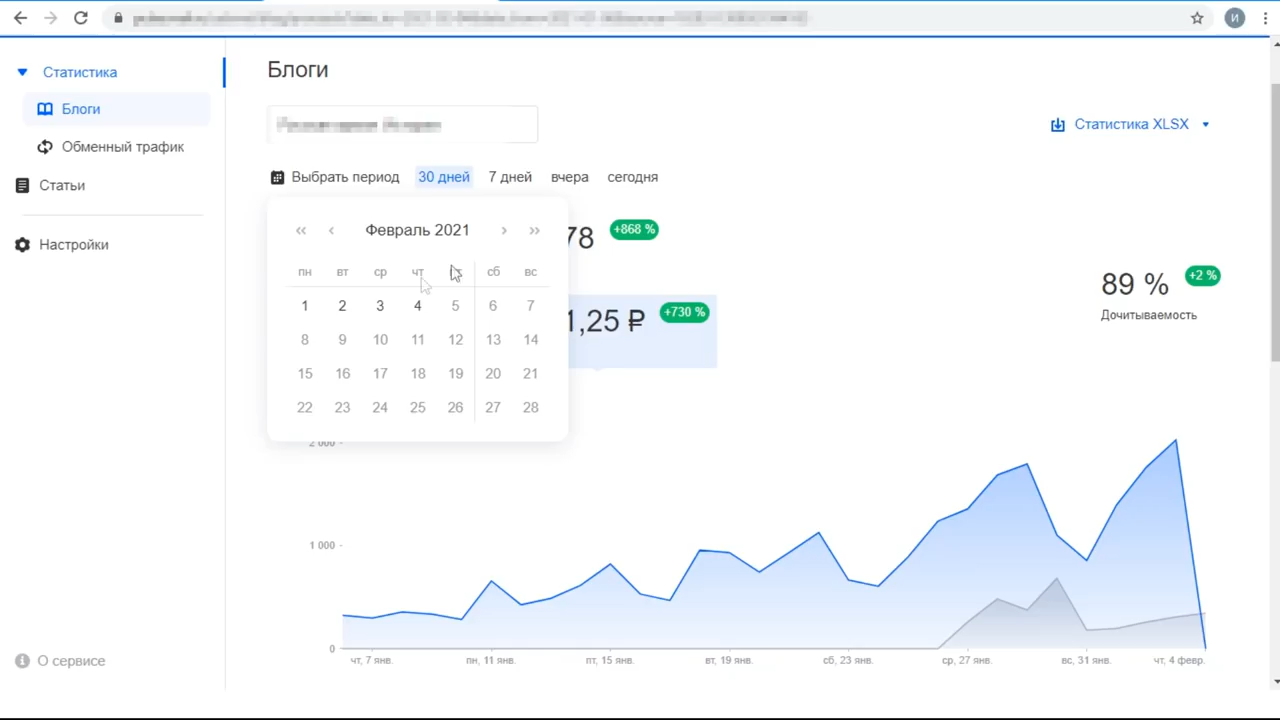 И
Статистика
Блоги
Обменный трафик
Статьи
Настройки
О сервисе
Блоги
Статистика XLSX
Выбрать период 30 дней 7 дней вчера сегодня
Февраль 2021
пн вт ср чт сб вс
1 2 3 4 5 6 7
8 9 10 11 12 13 14
15 16 17 18 19 20 21
22 23 24 25 26 27 28
78 +868 %
1,25 ₽ +730 %
89 % +2 %
Дочитываемость
2 000
1 000
0
чт, 7 янв. пн, 11 янв. пт, 15 янв. вт, 19 янв. сб, 23 янв. ср, 27 янв. вс, 31 янв. чт, 4 февр.